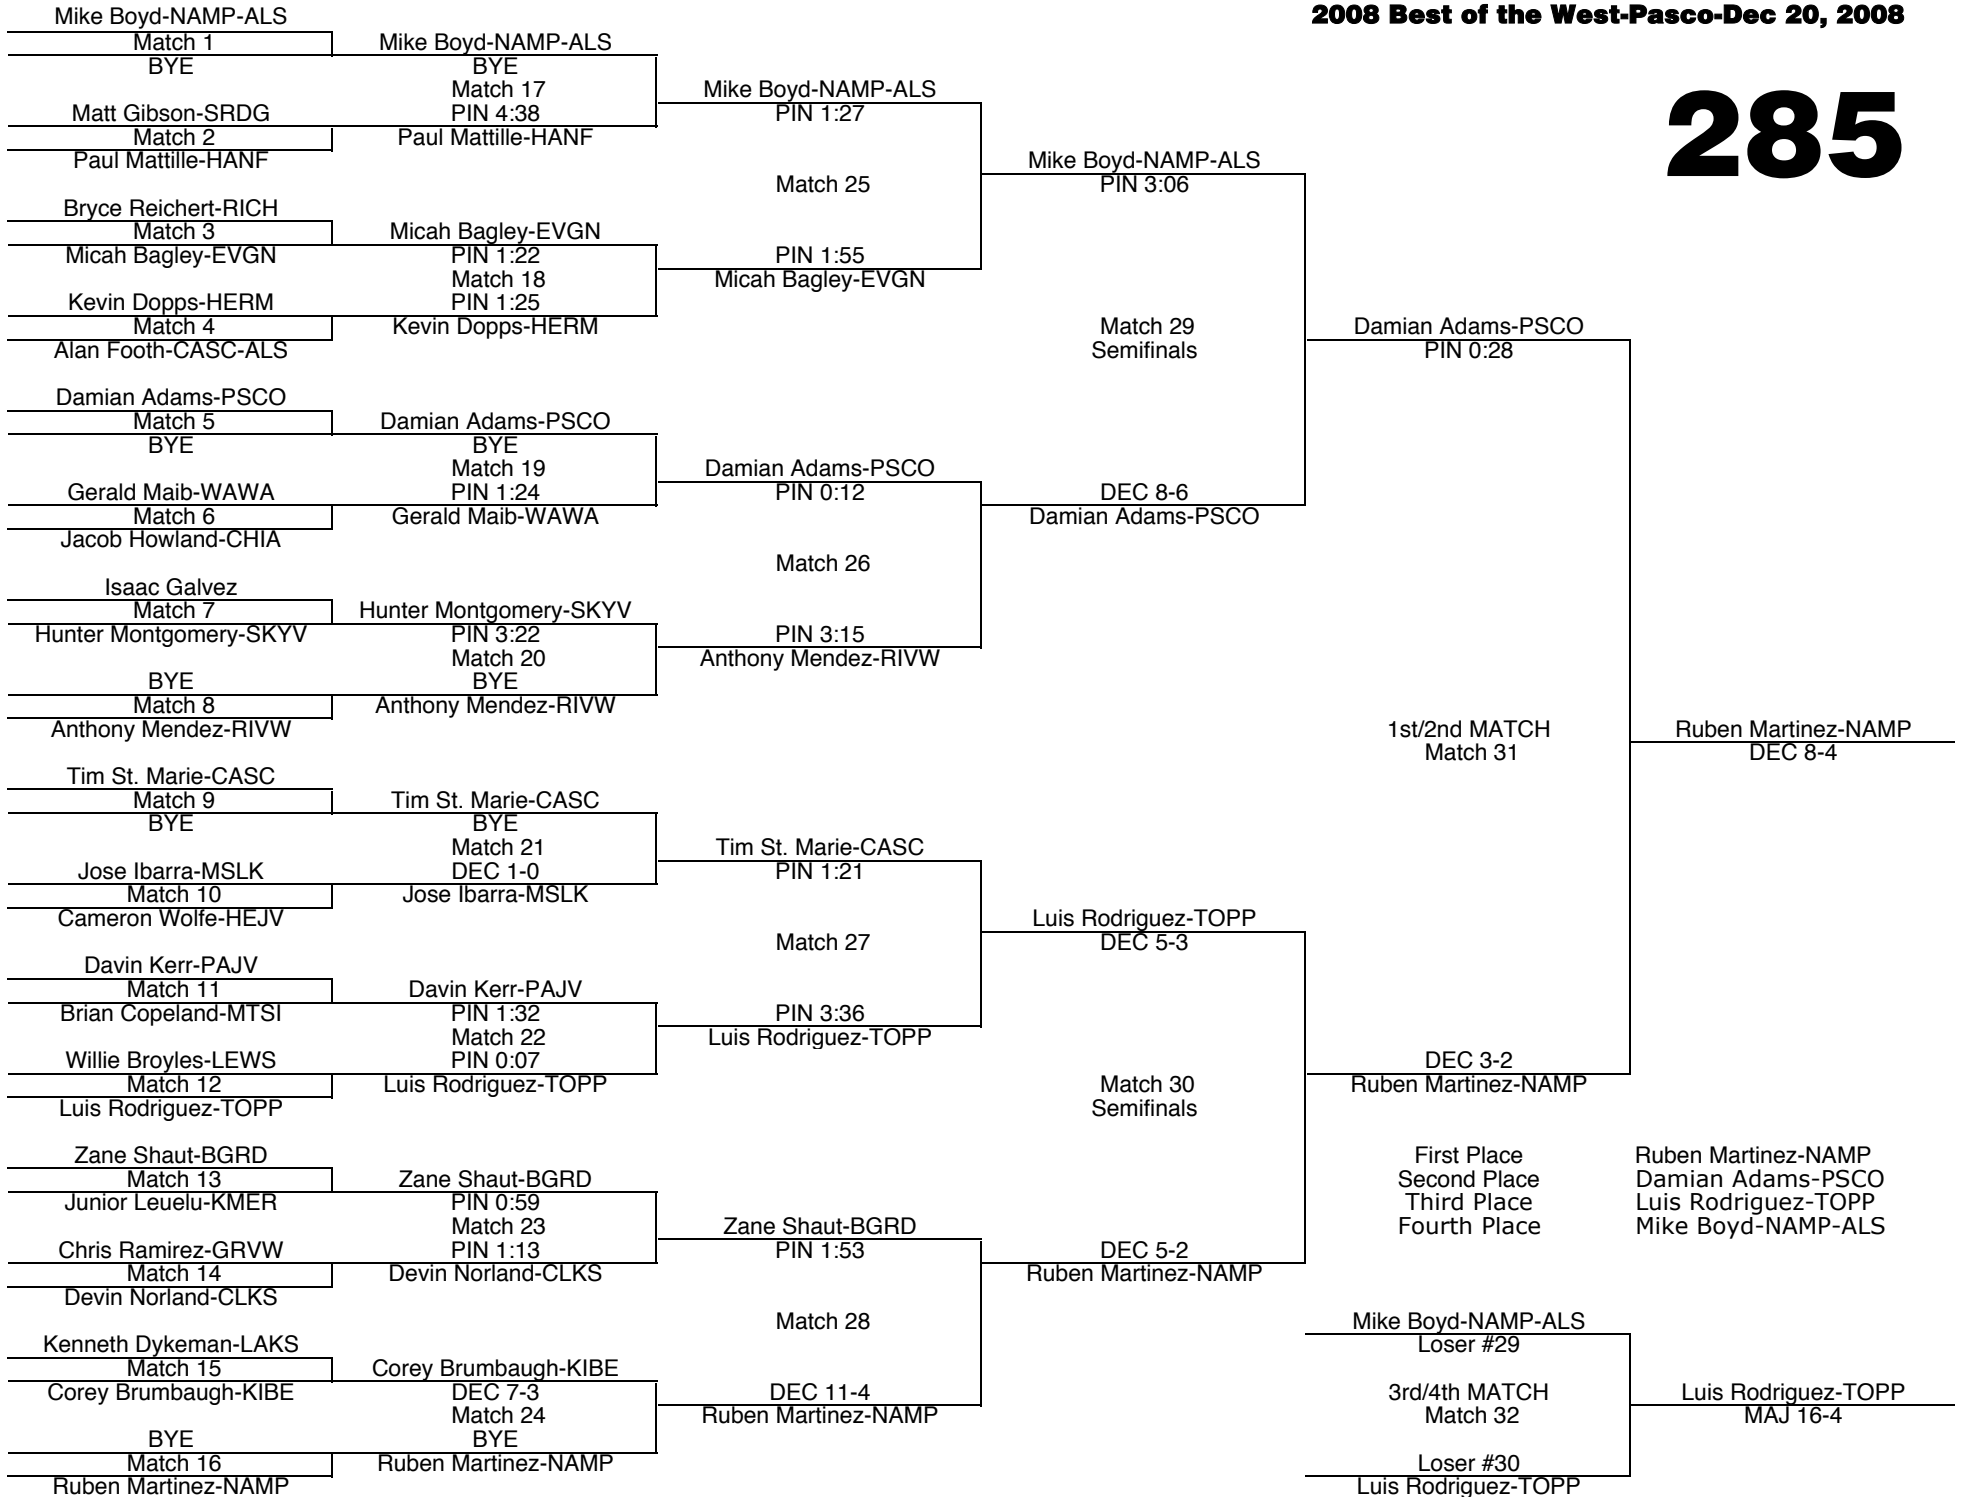 2008 Best of the West-Pasco-Dec 20, 2008
285
Mike Boyd-NAMP-ALS
Match 1
BYE
Matt Gibson-SRDG
Match 2
Paul Mattille-HANF
Bryce Reichert-RICH
Match 3
Micah Bagley-EVGN
Kevin Dopps-HERM
Match 4
Alan Footh-CASC-ALS
Damian Adams-PSCO
Match 5
BYE
Gerald Maib-WAWA
Match 6
Jacob Howland-CHIA
Isaac Galvez
Match 7
Hunter Montgomery-SKYV
BYE
Match 8
Anthony Mendez-RIVW
Tim St. Marie-CASC
Match 9
BYE
Jose Ibarra-MSLK
Match 10
Cameron Wolfe-HEJV
Davin Kerr-PAJV
Match 11
Brian Copeland-MTSI
Willie Broyles-LEWS
Match 12
Luis Rodriguez-TOPP
Zane Shaut-BGRD
Match 13
Junior Leuelu-KMER
Chris Ramirez-GRVW
Match 14
Devin Norland-CLKS
Kenneth Dykeman-LAKS
Match 15
Corey Brumbaugh-KIBE
BYE
Match 16
Ruben Martinez-NAMP
Mike Boyd-NAMP-ALS
BYE
Match 17
PIN 4:38
Paul Mattille-HANF
Micah Bagley-EVGN
PIN 1:22
Match 18
PIN 1:25
Kevin Dopps-HERM
Damian Adams-PSCO
BYE
Match 19
PIN 1:24
Gerald Maib-WAWA
Hunter Montgomery-SKYV
PIN 3:22
Match 20
BYE
Anthony Mendez-RIVW
Tim St. Marie-CASC
BYE
Match 21
DEC 1-0
Jose Ibarra-MSLK
Davin Kerr-PAJV
PIN 1:32
Match 22
PIN 0:07
Luis Rodriguez-TOPP
Zane Shaut-BGRD
PIN 0:59
Match 23
PIN 1:13
Devin Norland-CLKS
Corey Brumbaugh-KIBE
DEC 7-3
Match 24
BYE
Ruben Martinez-NAMP
Mike Boyd-NAMP-ALS
PIN 1:27
Match 25
PIN 1:55
Micah Bagley-EVGN
Damian Adams-PSCO
PIN 0:12
Match 26
PIN 3:15
Anthony Mendez-RIVW
Tim St. Marie-CASC
PIN 1:21
Match 27
PIN 3:36
Luis Rodriguez-TOPP
Zane Shaut-BGRD
PIN 1:53
Match 28
DEC 11-4
Ruben Martinez-NAMP
Mike Boyd-NAMP-ALS
PIN 3:06
Match 29
Semifinals
DEC 8-6
Damian Adams-PSCO
Luis Rodriguez-TOPP
DEC 5-3
Match 30
Semifinals
DEC 5-2
Ruben Martinez-NAMP
Damian Adams-PSCO
PIN 0:28
1st/2nd MATCH
Match 31
DEC 3-2
Ruben Martinez-NAMP
Ruben Martinez-NAMP
DEC 8-4
First Place Ruben Martinez-NAMP
Second Place Damian Adams-PSCO
Third Place Luis Rodriguez-TOPP
Fourth Place Mike Boyd-NAMP-ALS
Mike Boyd-NAMP-ALS
Loser #29
3rd/4th MATCH
Match 32
Loser #30
Luis Rodriguez-TOPP
Luis Rodriguez-TOPP
MAJ 16-4